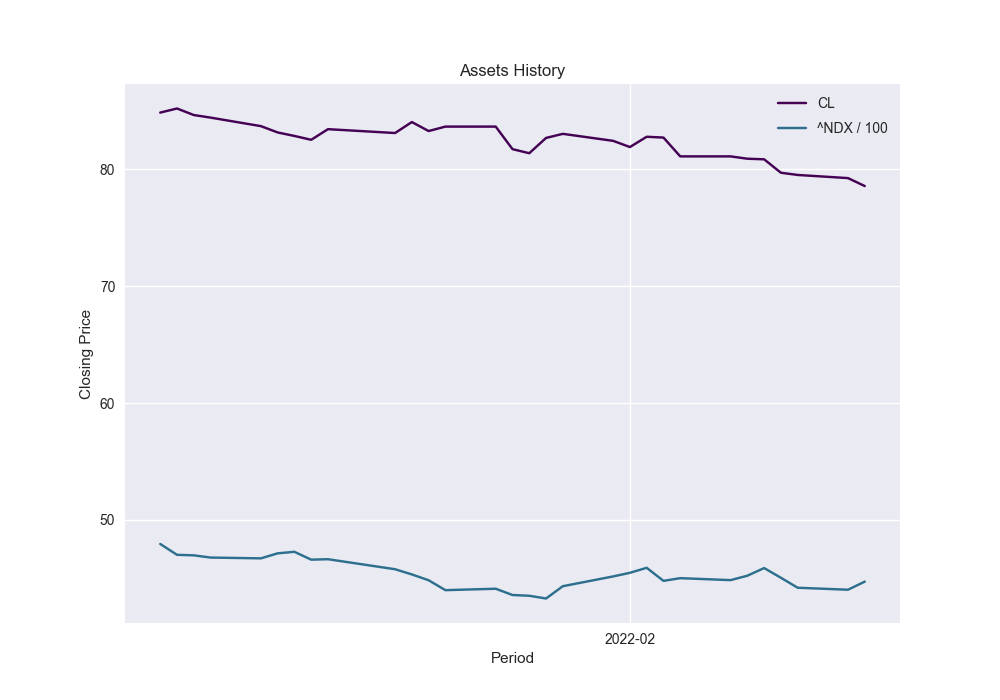 Assets History
CL
^NDX / 100
80
70
60
50
Closing Price
2022-02
Period